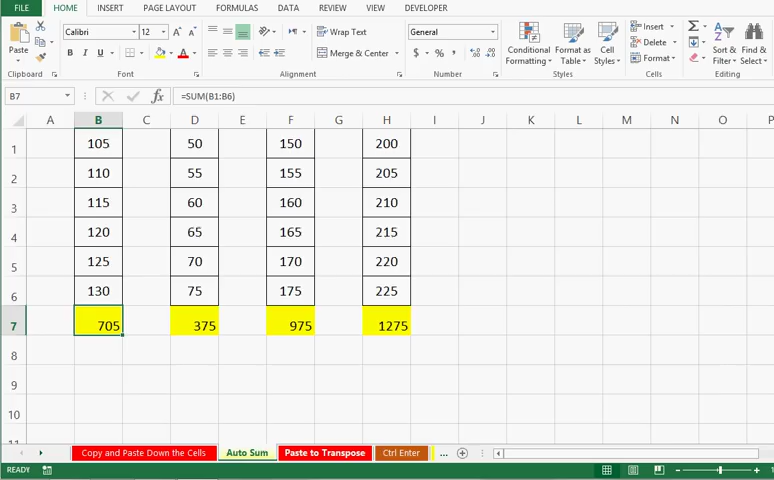 FILE HOME INSERT PAGE LAYOUT FORMULAS DATA REVIEW VIEW DEVELOPER
Calibri 12 A A Wrap Text General Insert Σ
Paste B I U A Merge & Center $ % , Conditional Formatting Format as Table Cell Styles Delete Format Sort & Filter Find & Select
Clipboard Font Alignment Number Styles Cells Editing
B7 fx =SUM(B1:B6)
A B C D E F G H I J K L M N O P
1 105 50 150 200
2 110 55 155 205
3 115 60 160 210
4 120 65 165 215
5 125 70 170 220
6 130 75 175 225
7 705 375 975 1275
8
9
10
11
Copy and Paste Down the Cells Auto Sum Paste to Transpose Ctrl Enter ...
READY